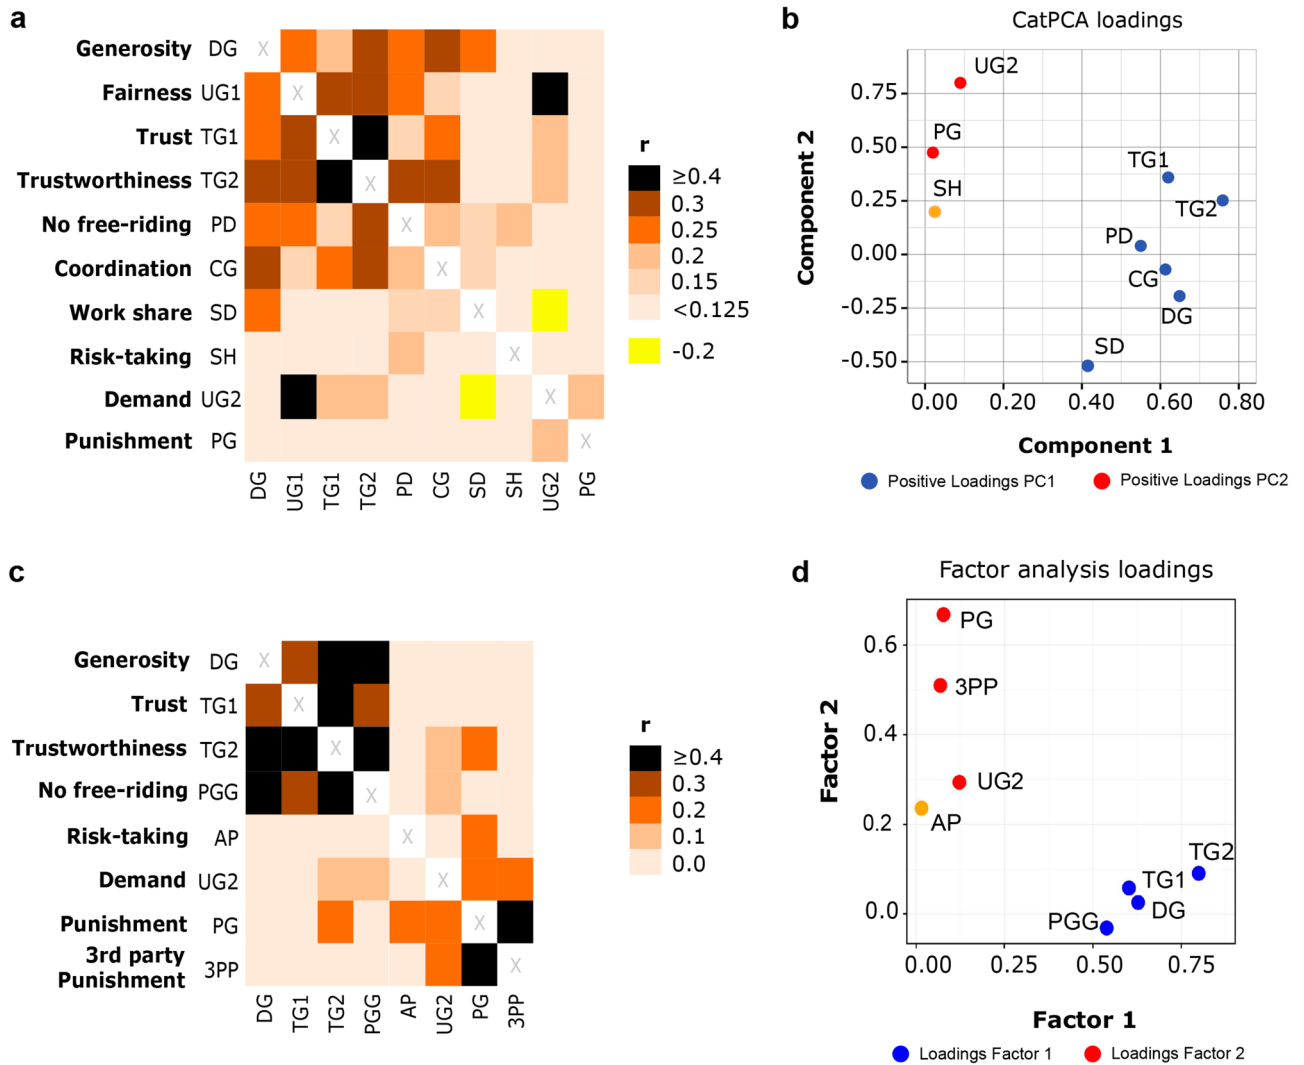 a
Generosity DG X
Fairness UG1 X
Trust TG1 X
Trustworthiness TG2 X
No free-riding PD X
Coordination CG X
Work share SD X
Risk-taking SH X
Demand UG2 X
Punishment PG X
DG UG1 TG1 TG2 PD CG SD SH UG2 PG
r
≥0.4
0.3
0.25
0.2
0.15
<0.125
-0.2
b
CatPCA loadings
Component 2
0.75
0.50
0.25
0.00
-0.25
-0.50
UG2
PG
TG1
SH
TG2
PD
CG
DG
SD
0.00 0.20 0.40 0.60 0.80
Component 1
Positive Loadings PC1 Positive Loadings PC2
c
Generosity DG X
Trust TG1 X
Trustworthiness TG2 X
No free-riding PGG X
Risk-taking AP X
Demand UG2 X
Punishment PG X
3rd party
Punishment 3PP X
DG TG1 TG2 PGG AP UG2 PG 3PP
r
≥0.4
0.3
0.2
0.1
0.0
d
Factor analysis loadings
Factor 2
0.6
0.4
0.2
0.0
PG
3PP
UG2
AP
TG2
TG1
DG
PGG
0.00 0.25 0.50 0.75
Factor 1
Loadings Factor 1 Loadings Factor 2